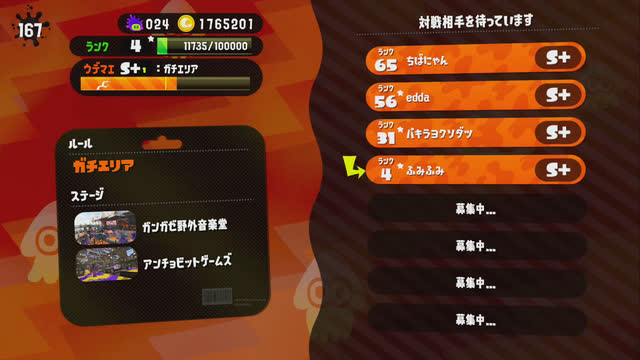 167
024
1765201
ランク 4 11735/100000
ウデマエ S+ 1 : ガチエリア
ルール
ガチエリア
ステージ
ガンガゼ野外音楽堂
アンチョビットゲームズ
対戦相手を待っています
ランク 65 ちばにゃん S+
ランク 56 edda S+
ランク 31 バキラヨクソダッ S+
ランク 4 ふみふみ S+
募集中...
募集中...
募集中...
募集中...